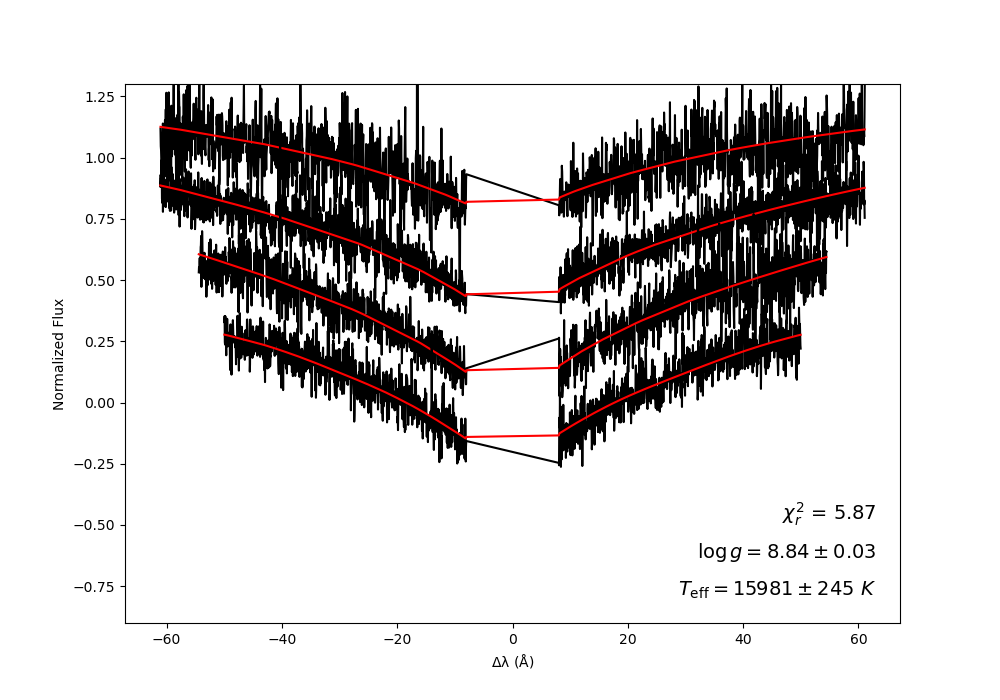 1.25
1.00
0.75
0.50
0.25
0.00
−0.25
−0.50
−0.75
Normalized Flux
χ²ᵣ = 5.87
log g = 8.84 ± 0.03
T_eff = 15981 ± 245 K
−60 −40 −20 0 20 40 60
Δλ (Å)